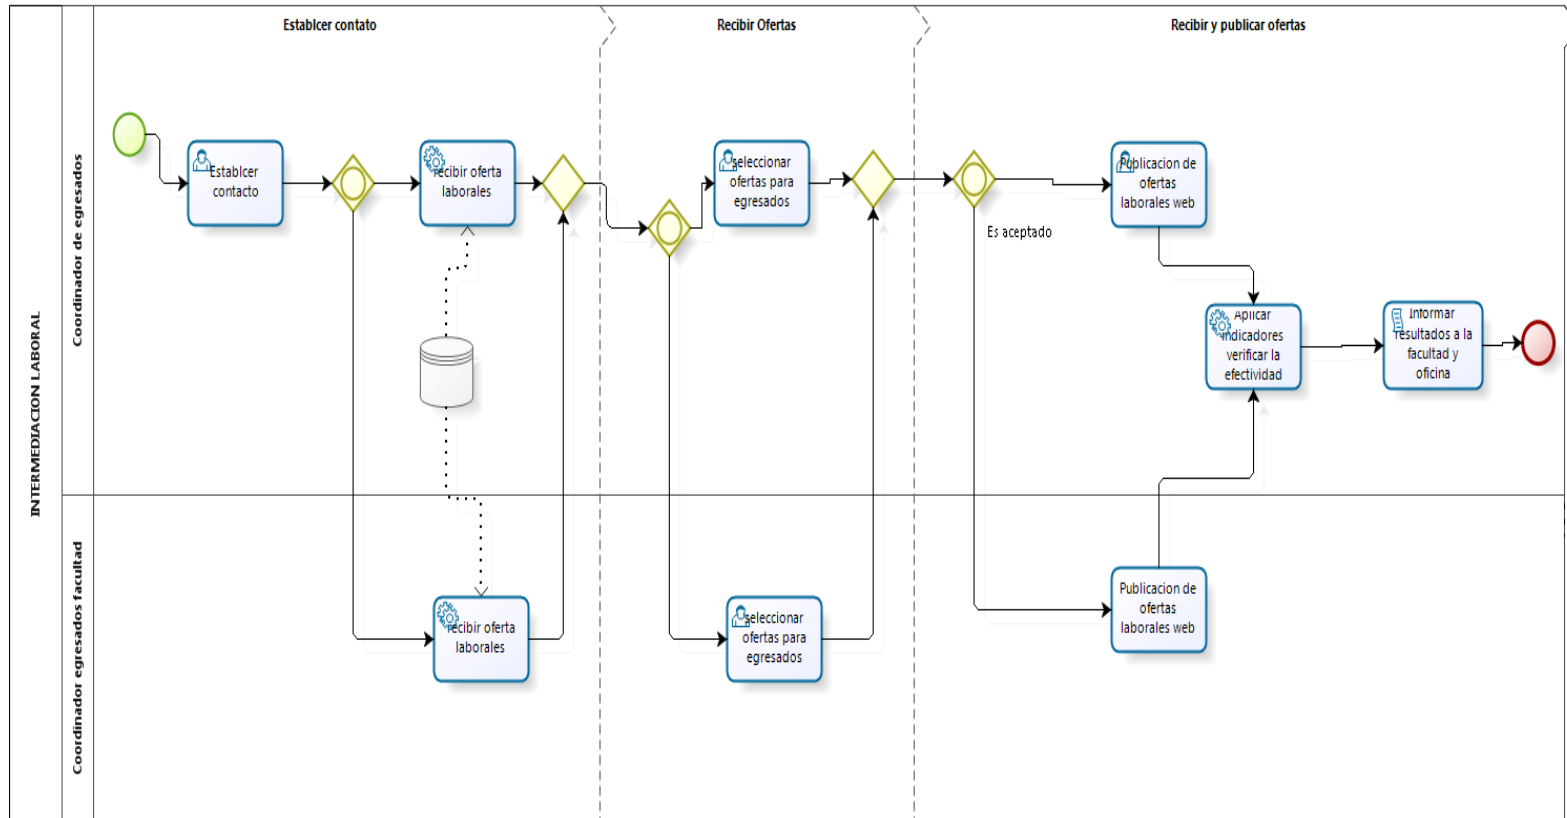 Establcer contato
Recibir Ofertas
Recibir y publicar ofertas
INTERMEDIACION LABORAL
Coordinador de egresados
Establcer
contacto
recibir oferta
laborales
seleccionar
ofertas para
egresados
Es aceptado
Publicacion de
ofertas
laborales web
Aplicar
indicadores
verificar la
efectividad
Informar
resultados a la
facultad y
oficina
Coordinador egresados facultad
recibir oferta
laborales
seleccionar
ofertas para
egresados
Publicacion de
ofertas
laborales web